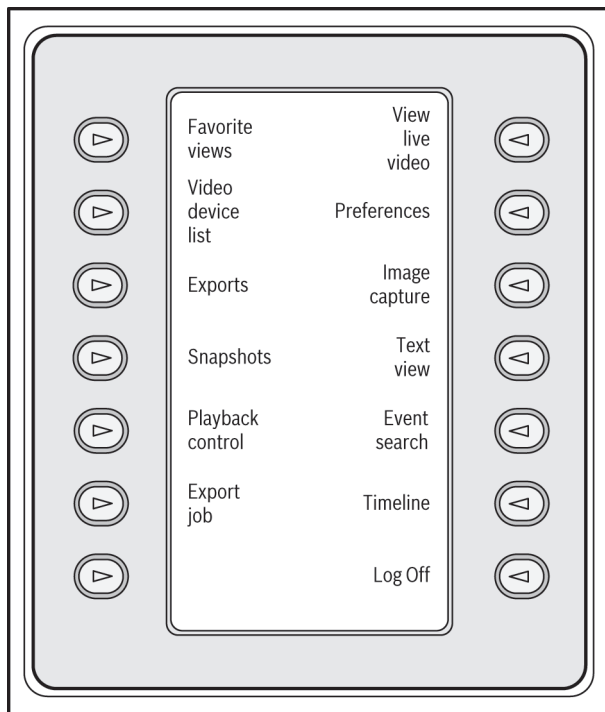 Favorite
views
Video
device
list
Exports
Snapshots
Playback
control
Export
job
View
live
video
Preferences
Image
capture
Text
view
Event
search
Timeline
Log Off